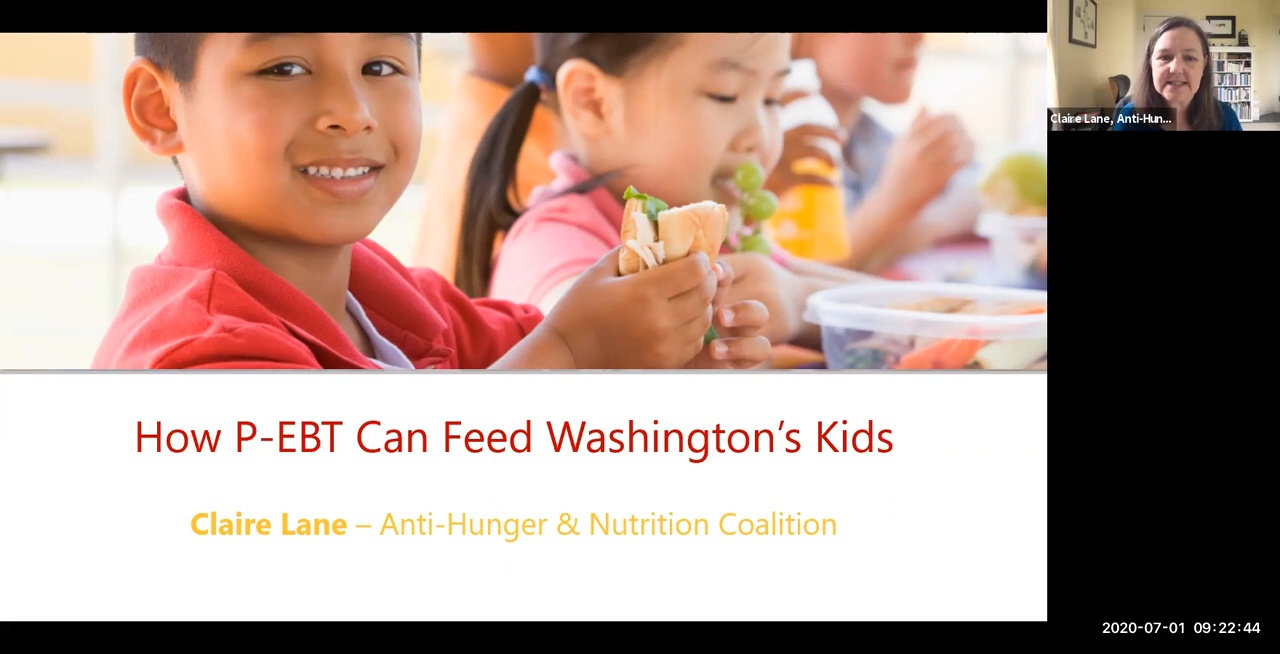 Claire Lane, Anti-Hun...
How P-EBT Can Feed Washington’s Kids
Claire Lane – Anti-Hunger & Nutrition Coalition
2020-07-01 09:22:44